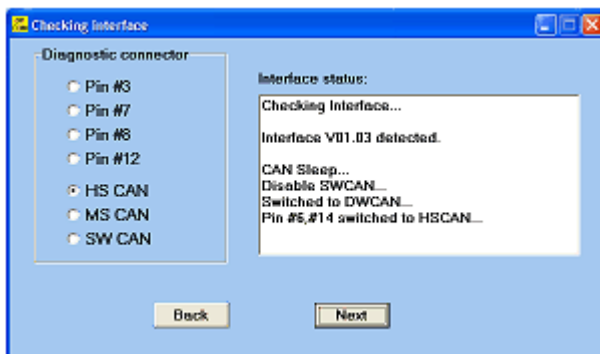 Checking interface
Diagnostic connector
Pin #3
Pin #7
Pin #8
Pin #12
HS CAN
MS CAN
SW CAN
Interface status:
Checking Interface...
Interface V01.03 detected.
CAN Sleep...
Disable SWCAN...
Switched to DWCAN...
Pin #6,#14 switched to HSCAN...
Back
Next